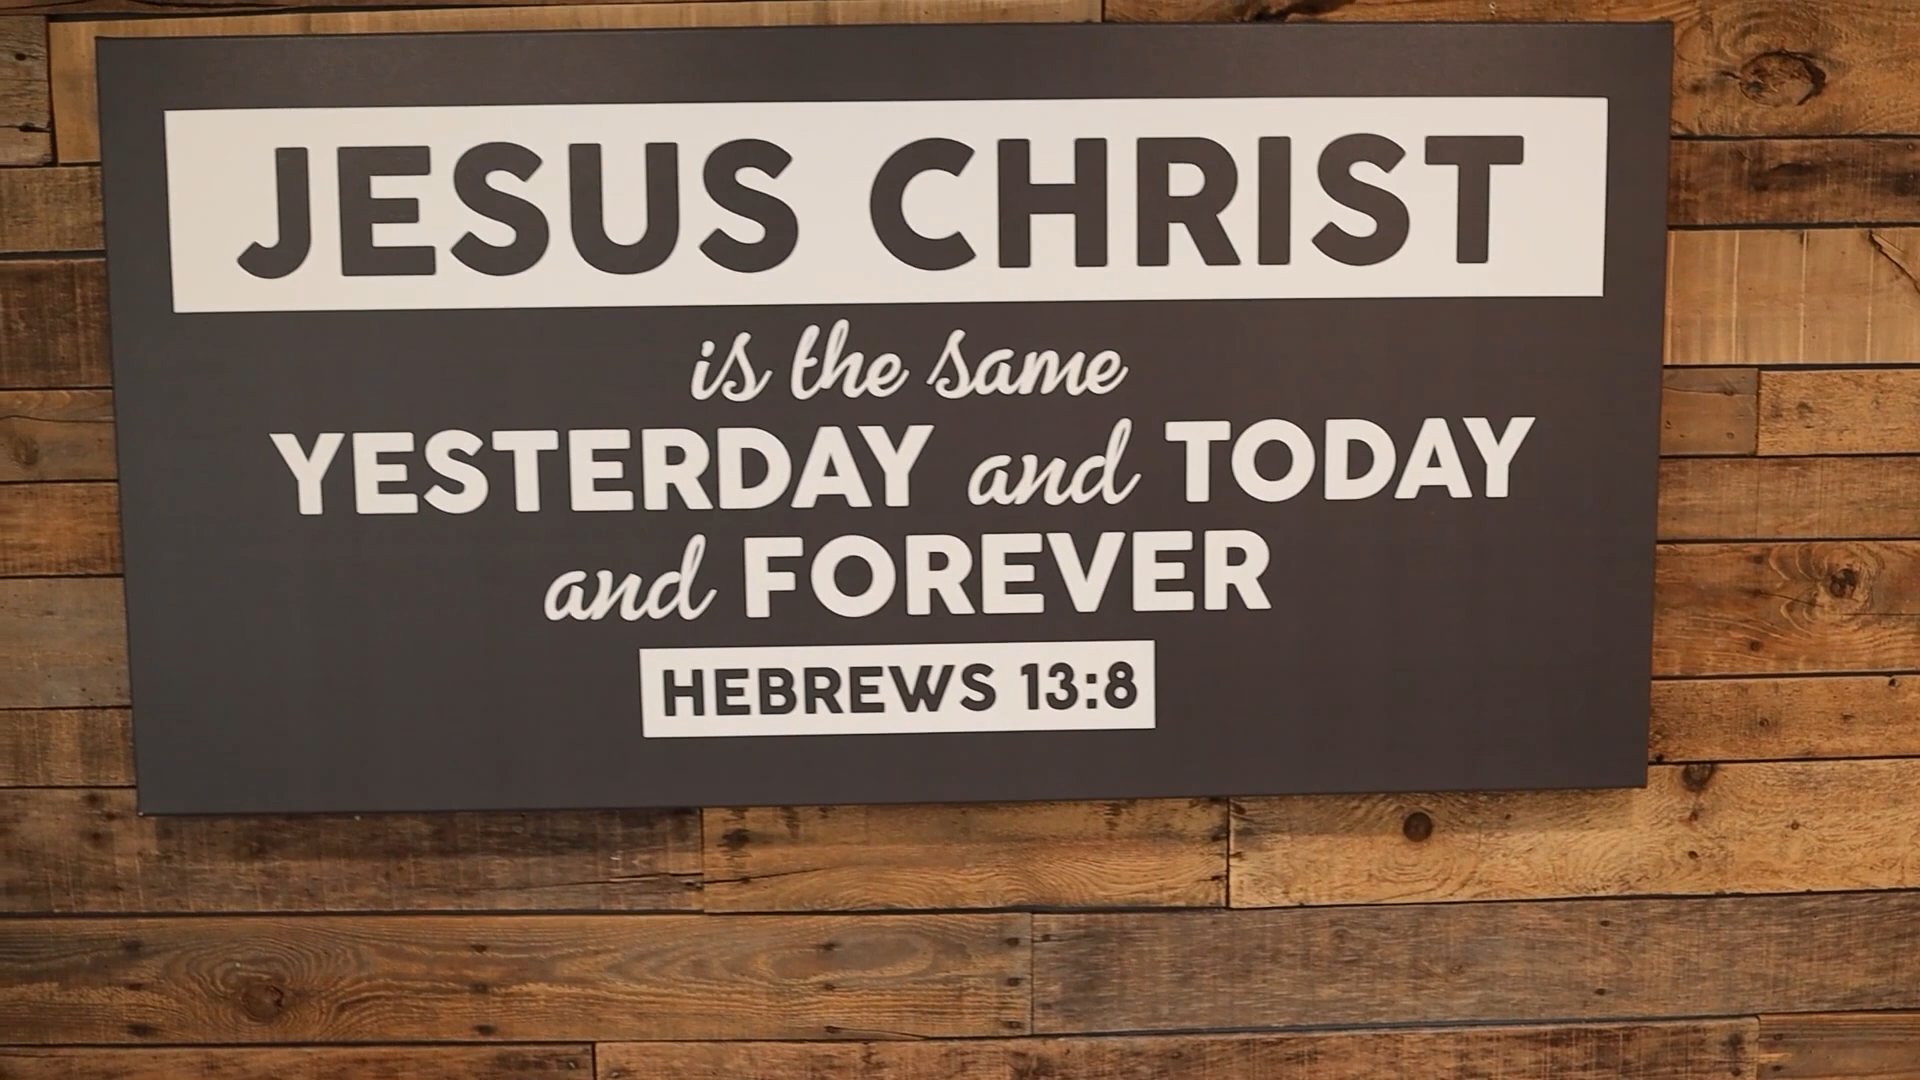 JESUS CHRIST
is the same
YESTERDAY and TODAY
and FOREVER
HEBREWS 13:8